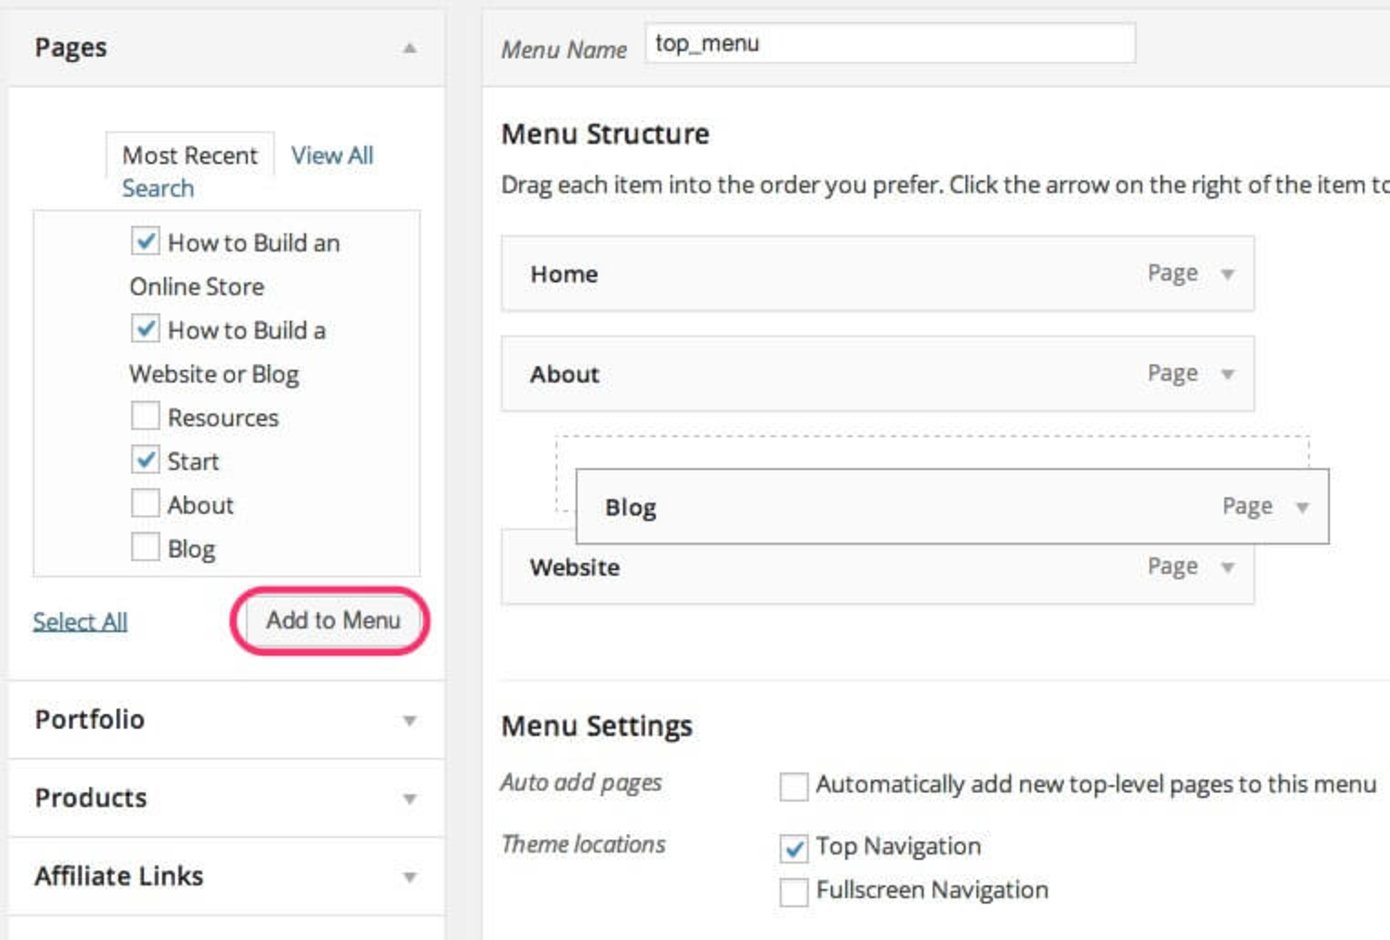 Pages
Most Recent View All
Search
How to Build an
Online Store
How to Build a
Website or Blog
Resources
Start
About
Blog
Select All
Add to Menu
Portfolio
Products
Affiliate Links
Menu Name top_menu
Menu Structure
Drag each item into the order you prefer. Click the arrow on the right of the item to
Home Page
About Page
Blog Page
Website Page
Menu Settings
Auto add pages Automatically add new top-level pages to this menu
Theme locations Top Navigation
Fullscreen Navigation